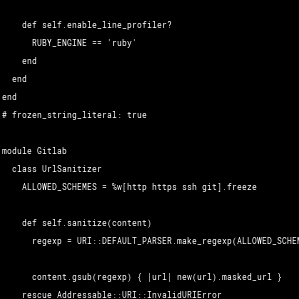 def self.enable_line_profiler?
RUBY_ENGINE == 'ruby'
end
end
end
# frozen_string_literal: true
module Gitlab
class UrlSanitizer
ALLOWED_SCHEMES = %w[http https ssh git].freeze
def self.sanitize(content)
regexp = URI::DEFAULT_PARSER.make_regexp(ALLOWED_SCHEM
content.gsub(regexp) { |url| new(url).masked_url }
rescue Addressable::URI::InvalidURIError